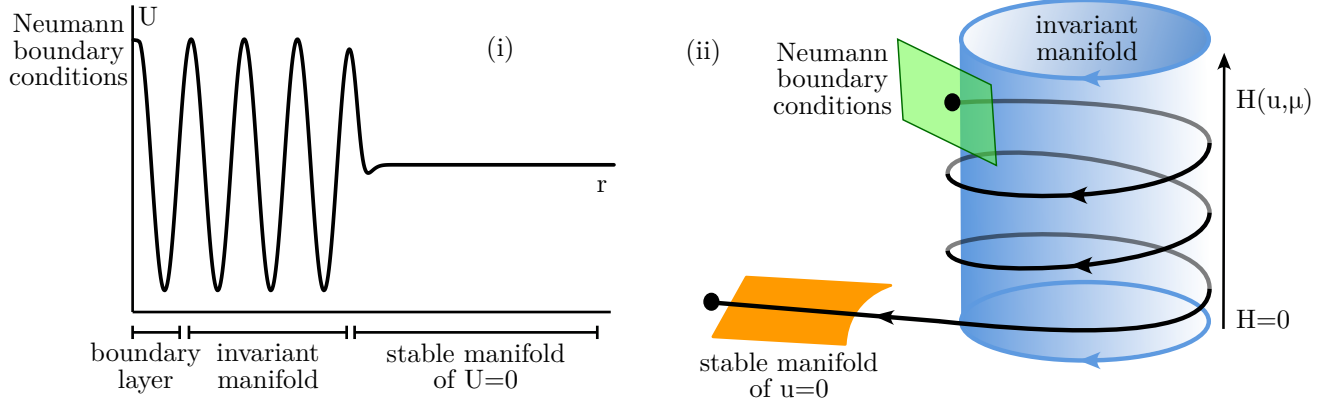 Neumann
boundary
conditions
U
(i)
r
boundary
layer
invariant
manifold
stable manifold
of U=0
(ii)
Neumann
boundary
conditions
invariant
manifold
H(u,μ)
H=0
stable manifold
of u=0